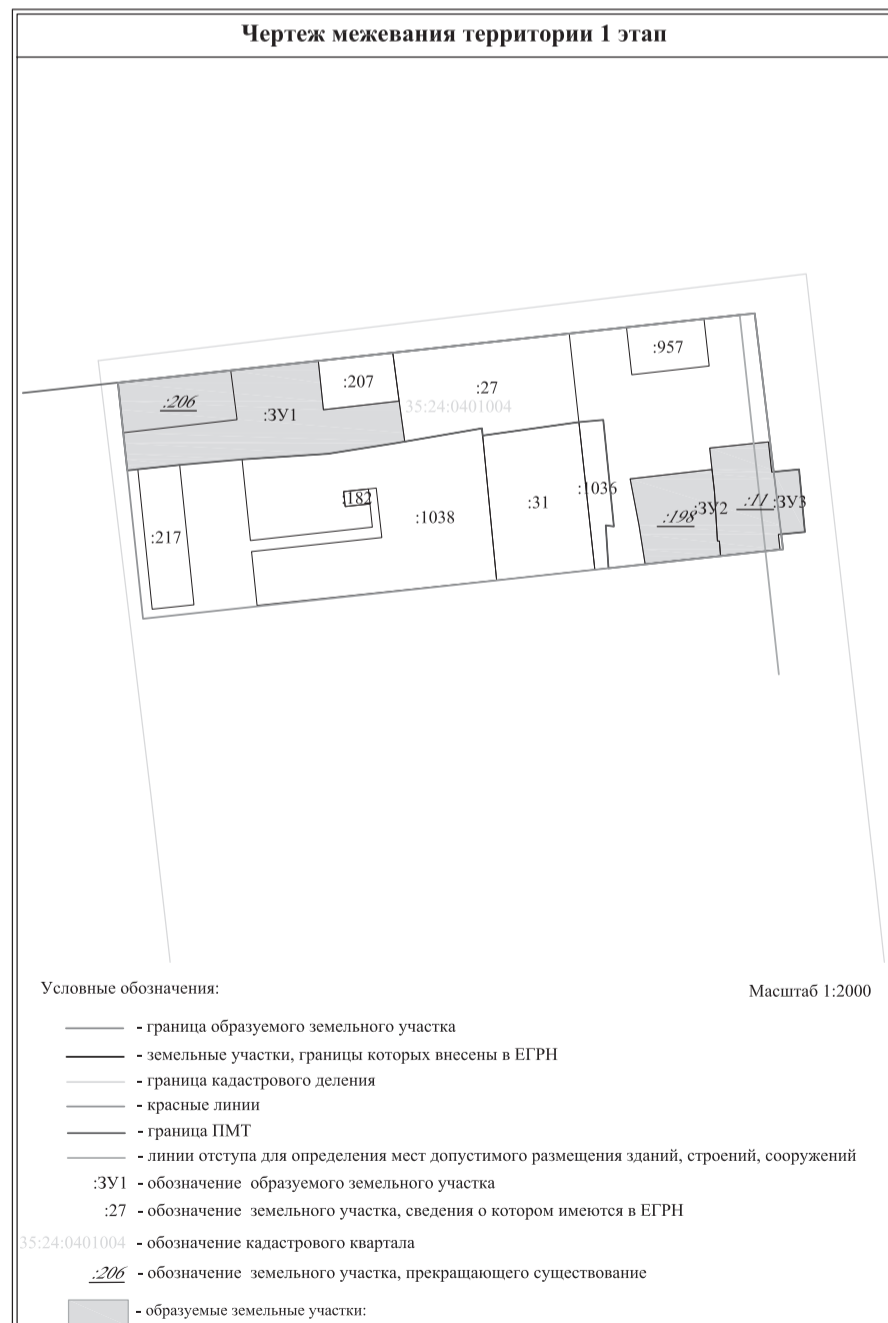 Чертеж межевания территории 1 этап
:957
:207
:27
:206
:ЗУ1
35:24:0401004
:182
:1036
:31
:1038
:198
:ЗУ2
:11
:ЗУ3
:217
Условные обозначения:
Масштаб 1:2000
- граница образуемого земельного участка
- земельные участки, границы которых внесены в ЕГРН
- граница кадастрового деления
- красные линии
- граница ПМТ
- линии отступа для определения мест допустимого размещения зданий, строений, сооружений
:ЗУ1 - обозначение образуемого земельного участка
:27 - обозначение земельного участка, сведения о котором имеются в ЕГРН
35:24:0401004 - обозначение кадастрового квартала
:206 - обозначение земельного участка, прекращающего существование
- образуемые земельные участки: